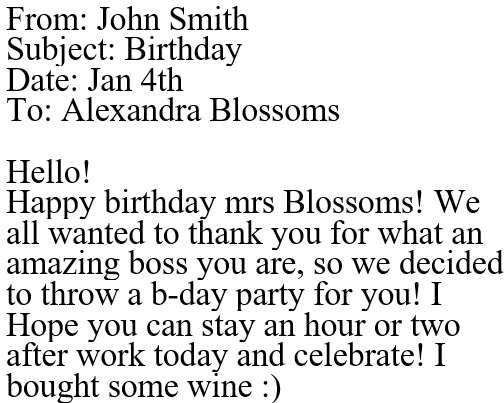 From: John Smith
Subject: Birthday
Date: Jan 4th
To: Alexandra Blossoms
Hello!
Happy birthday mrs Blossoms! We
all wanted to thank you for what an
amazing boss you are, so we decided
to throw a b-day party for you! I
Hope you can stay an hour or two
after work today and celebrate! I
bought some wine :)